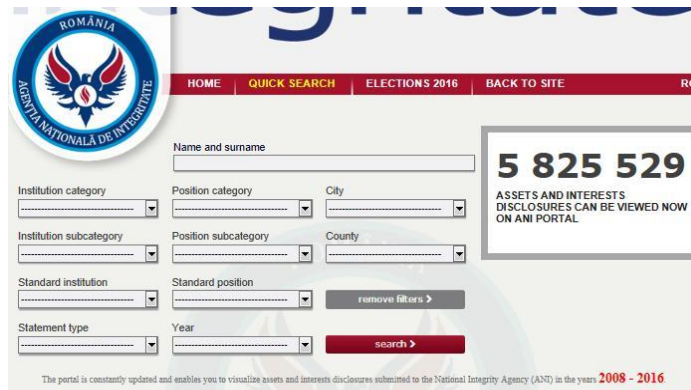 integritate
ROMÂNIA
AGENȚIA NAȚIONALĂ DE INTEGRITATE
HOME QUICK SEARCH ELECTIONS 2016 BACK TO SITE
Name and surname
5 825 529
ASSETS AND INTERESTS
DISCLOSURES CAN BE VIEWED NOW
ON ANI PORTAL
Institution category Position category City
Institution subcategory Position subcategory County
Standard institution Standard position
remove filters >
Statement type Year
search >
The portal is constantly updated and enables you to visualize assets and interests disclosures submitted to the National Integrity Agency (ANI) in the years 2008 - 2016.